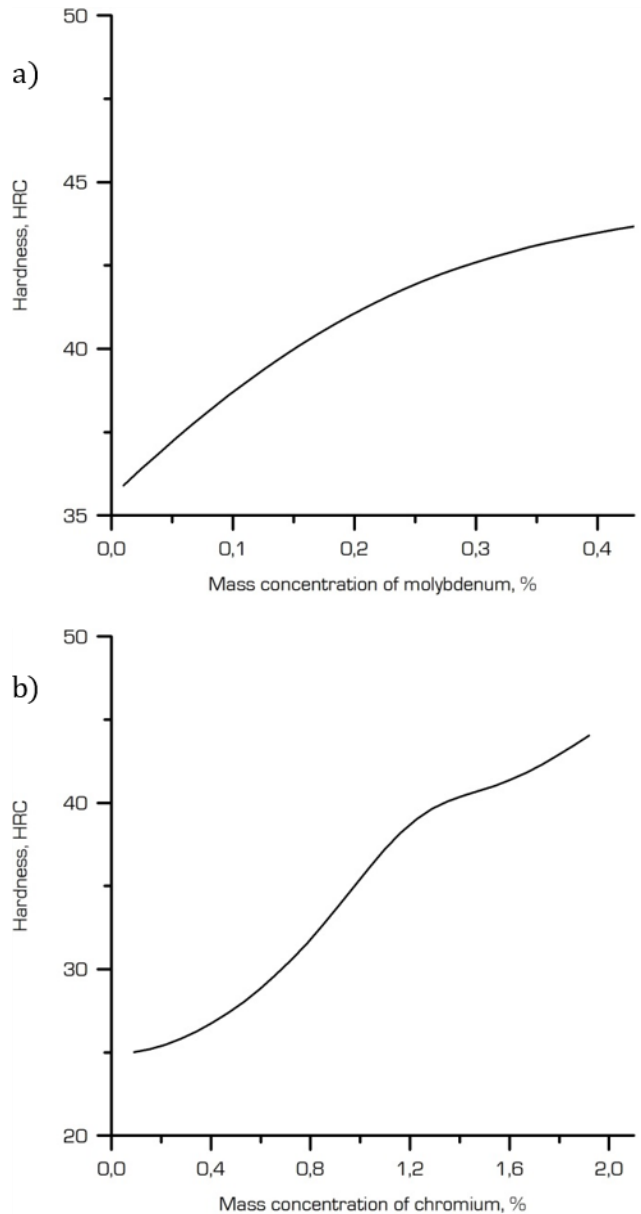 a)
50
45
40
35
Hardness, HRC
0,0 0,1 0,2 0,3 0,4
Mass concentration of molybdenum, %
b)
50
40
30
20
Hardness, HRC
0,0 0,4 0,8 1,2 1,6 2,0
Mass concentration of chromium, %